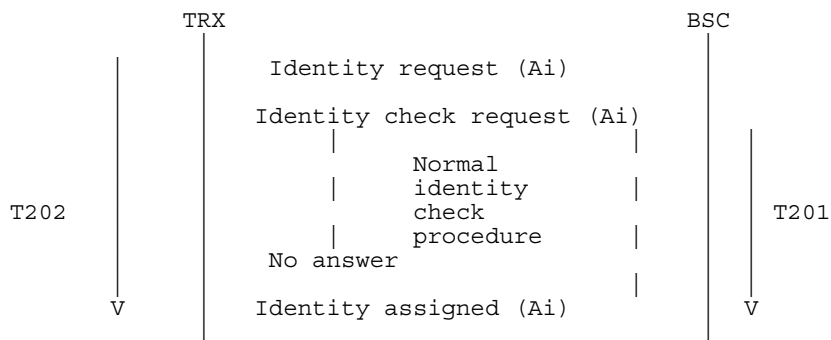 TRX BSC
Identity request (Ai)
Identity check request (Ai)
Normal
identity
T202 check T201
procedure
No answer
V Identity assigned (Ai) V